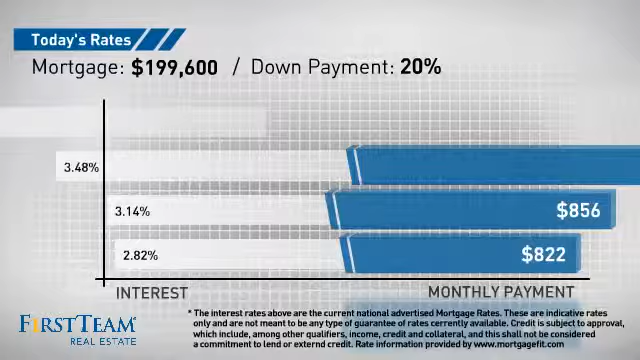 Today's Rates
Mortgage: $199,600 / Down Payment: 20%
3.48%
3.14% $856
2.82% $822
INTEREST MONTHLY PAYMENT
* The interest rates above are the current national advertised Mortgage Rates. These are indicative rates
only and are not meant to be any type of guarantee of rates cerrently available. Credit is subject to approval,
which include, among other qualifiers, income, credit and collateral, and this shall not be considered
a commitment to lend or externd credit. Rate information provided by www.mortgagefit.com
FIRSTTEAM®
REAL ESTATE